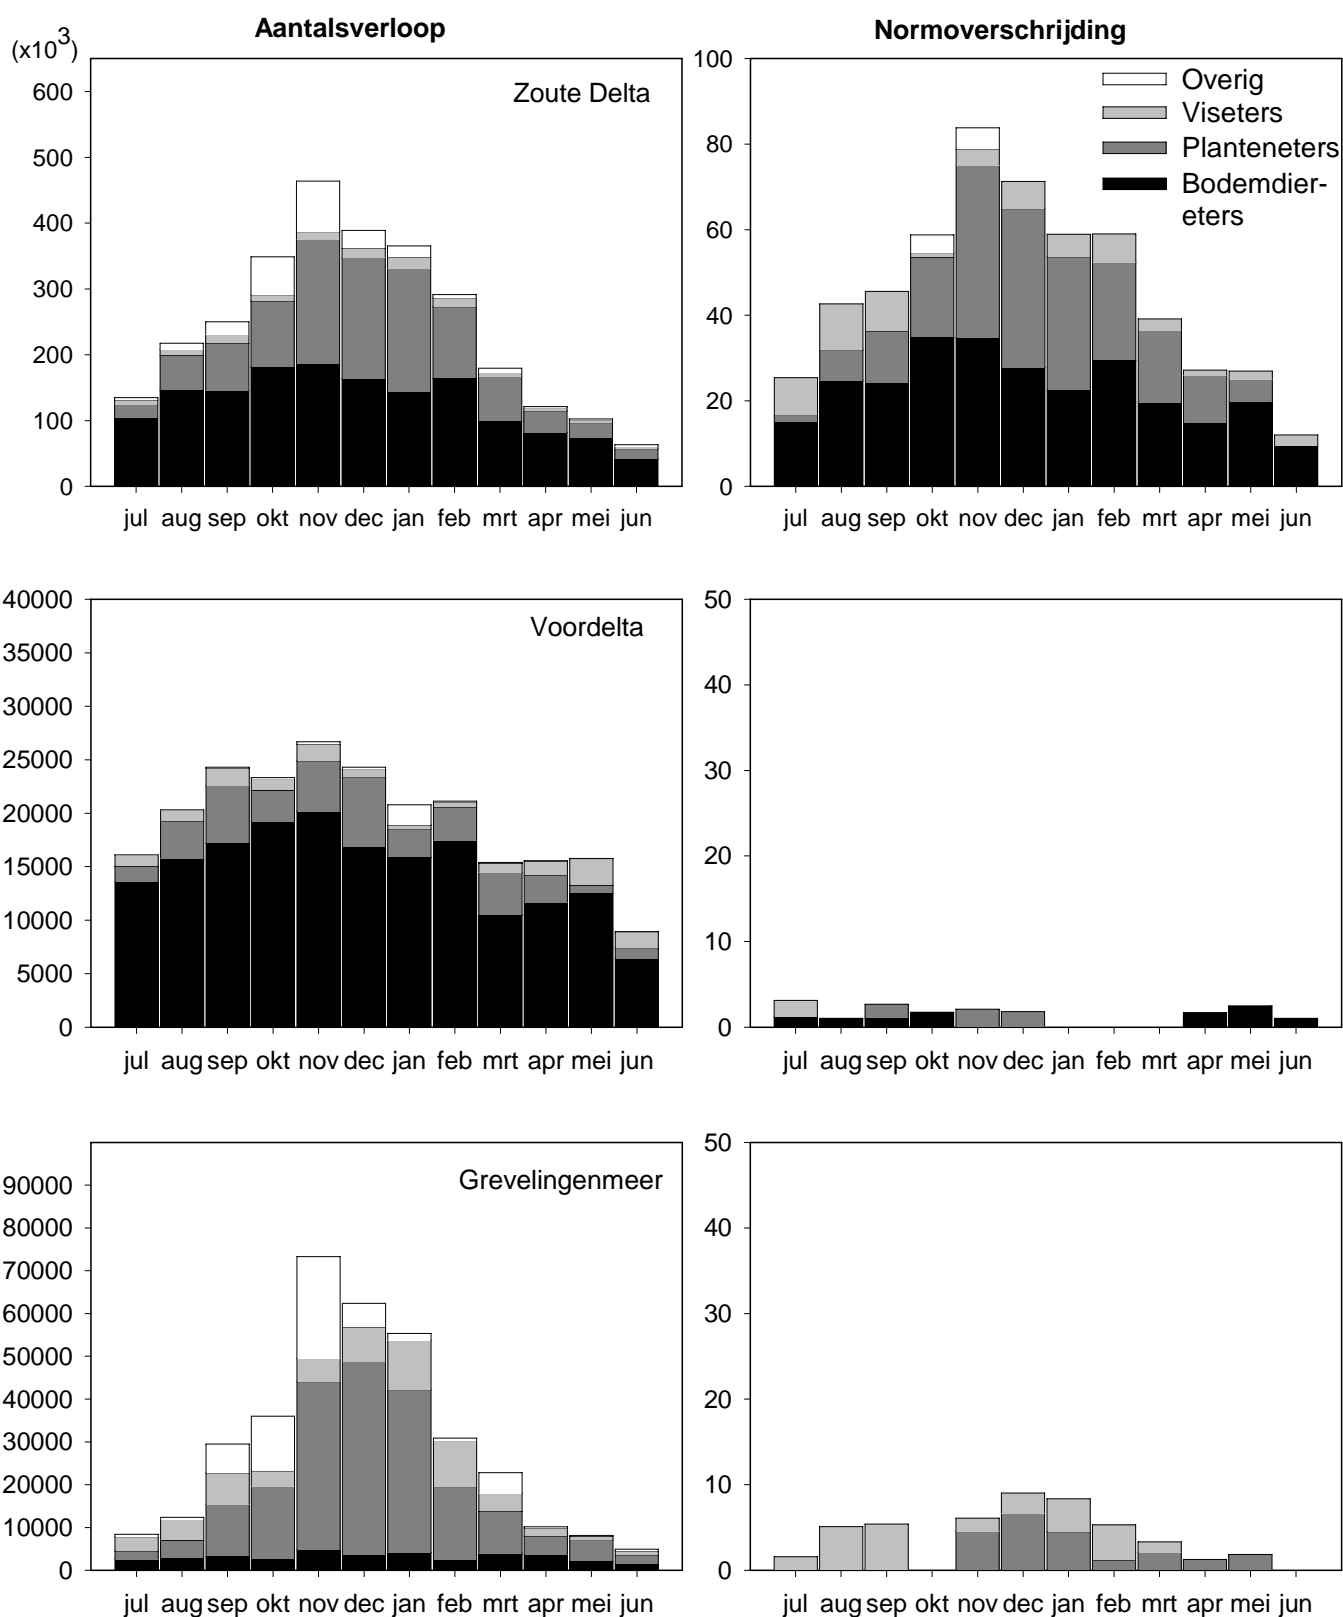 Aantalsverloop
Normoverschrijding
(x10³)
600
500
400
300
200
100
0
Zoute Delta
jul aug sep okt nov dec jan feb mrt apr mei jun
100
80
60
40
20
0
Overig
Viseters
Planteneters
Bodemdier-
eters
jul aug sep okt nov dec jan feb mrt apr mei jun
40000
35000
30000
25000
20000
15000
10000
5000
0
Voordelta
jul aug sep okt nov dec jan feb mrt apr mei jun
50
40
30
20
10
0
jul aug sep okt nov dec jan feb mrt apr mei jun
90000
80000
70000
60000
50000
40000
30000
20000
10000
0
Grevelingenmeer
jul aug sep okt nov dec jan feb mrt apr mei jun
50
40
30
20
10
0
jul aug sep okt nov dec jan feb mrt apr mei jun